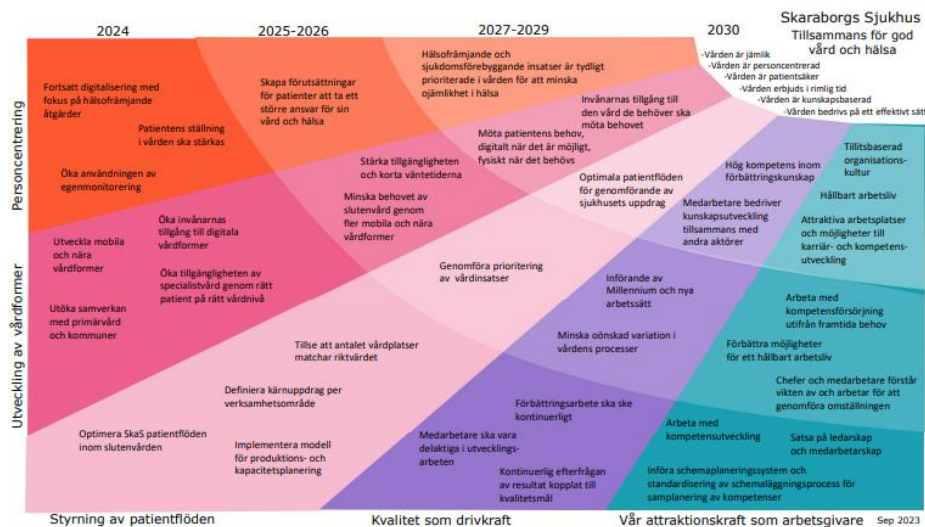 Skaraborgs Sjukhus
Tillsammans för god
vård och hälsa
2024
2025-2026
2027-2029
2030
-Vården är jämlik
-Vården är personcentrerad
-Vården är patientsäker
-Vården erbjuds i rimlig tid
-Vården är kunskapsbaserad
-Vården bedrivs på ett effektivt sätt
Personcentrering
Fortsatt digitalisering med
fokus på hälsofrämjande
åtgärder
Patientens ställning
i vården ska stärkas
Öka användningen av
egenmonitorering
Skapa förutsättningar
för patienter att ta ett
större ansvar för sin
vård och hälsa
Hälsofrämjande och
sjukdomsförebyggande
insatser är tydligt
prioriterade i vården för att minska
ojämlikhet i hälsa
Utveckling av vårdformer
Utveckla mobila
och nära
vårdformer
Öka invånarnas
tillgång till digitala
vårdformer
Öka tillgängligheten av
specialistvård genom rätt
patient på rätt vårdnivå
Utöka samverkan
med primärvård
och kommuner
Stärka tillgängligheten
och korta väntetiderna
Minska behovet av
slutenvård genom
fler mobila och nära
vårdformer
Möta patientens behov,
digitalt när det är möjligt,
fysiskt när det behövs
Invånarnas tillgång till
den vård de behöver ska
möta behovet
Optimala patientflöden
för genomförande av
sjukhusets uppdrag
Genomföra prioritering
av vårdinsatser
Tillse att antalet vårdplatser
matchar riktvärdet
Definiera kärnuppdrag per
verksamhetsområde
Optimera SkaS patientflöden
inom slutenvården
Implementera modell
för produktions- och
kapacitetsplanering
Hög kompetens inom
förbättringskunskap
Medarbetare bedriver
kunskapsutveckling
tillsammans med
andra aktörer
Införande av
Millennium och nya
arbetssätt
Minska oönskad variation i
vårdens processer
Förbättringsarbete ska ske
kontinuerligt
Medarbetare ska vara
delaktiga i utvecklings-
arbeten
Kontinuerlig efterfrågan
av resultat kopplat till
kvalitetsmål
Tillitsbaserad
organisations-
kultur
Hållbart arbetsliv
Attraktiva arbetsplatser
och möjligheter till
karriär- och kompetens-
utveckling
Arbeta med
kompetensförsörjning
utifrån framtida behov
Förbättra möjligheter
för ett hållbart arbetsliv
Chefer och medarbetare förstår
vikten av och arbetar för att
genomföra omställningen
Arbeta med
kompetensutveckling
Satsa på ledarskap
och medarbetarskap
Införa schemaplaneringssystem och
standardisering av schemaläggningsprocess för
samplanering av kompetenser
Styrning av patientflöden
Kvalitet som drivkraft
Vår attraktionskraft som arbetsgivare
Sep 2023